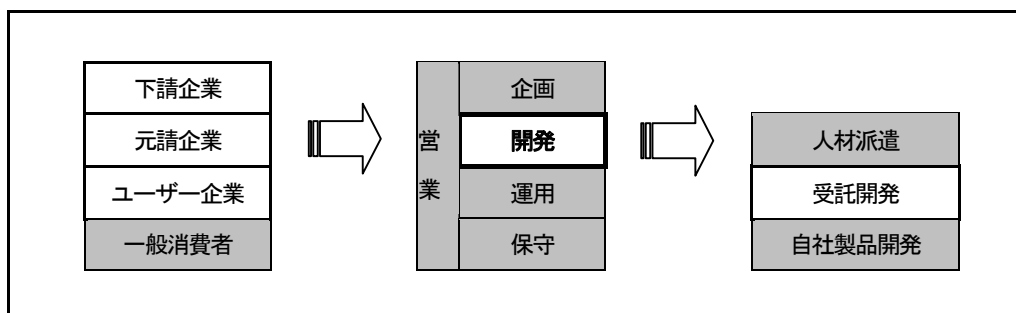 下請企業
元請企業
ユーザー企業
一般消費者
営業
企画
開発
運用
保守
人材派遣
受託開発
自社製品開発